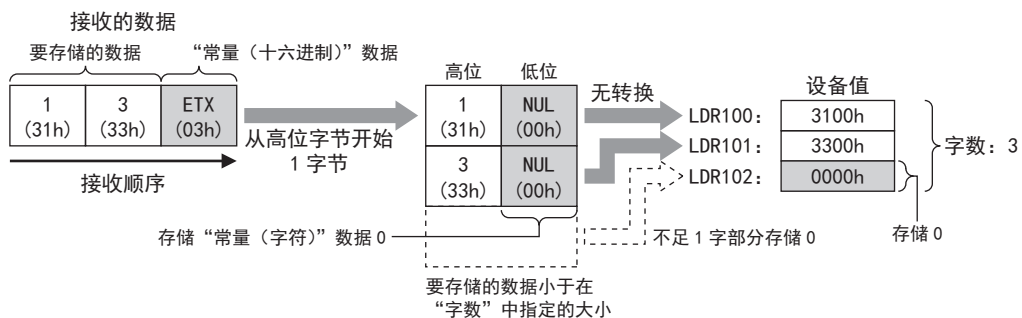 接收的数据
要存储的数据 “常量(十六进制)”数据
1 3 ETX
(31h) (33h) (03h)
接收顺序
从高位字节开始
1 字节
高位 低位
1 NUL
(31h) (00h)
3 NUL
(33h) (00h)
无转换
设备值
LDR100: 3100h
LDR101: 3300h
LDR102: 0000h
字数:3
存储“常量(字符)”数据 0
不足 1 字部分存储 0
存储 0
要存储的数据小于在
“字数”中指定的大小